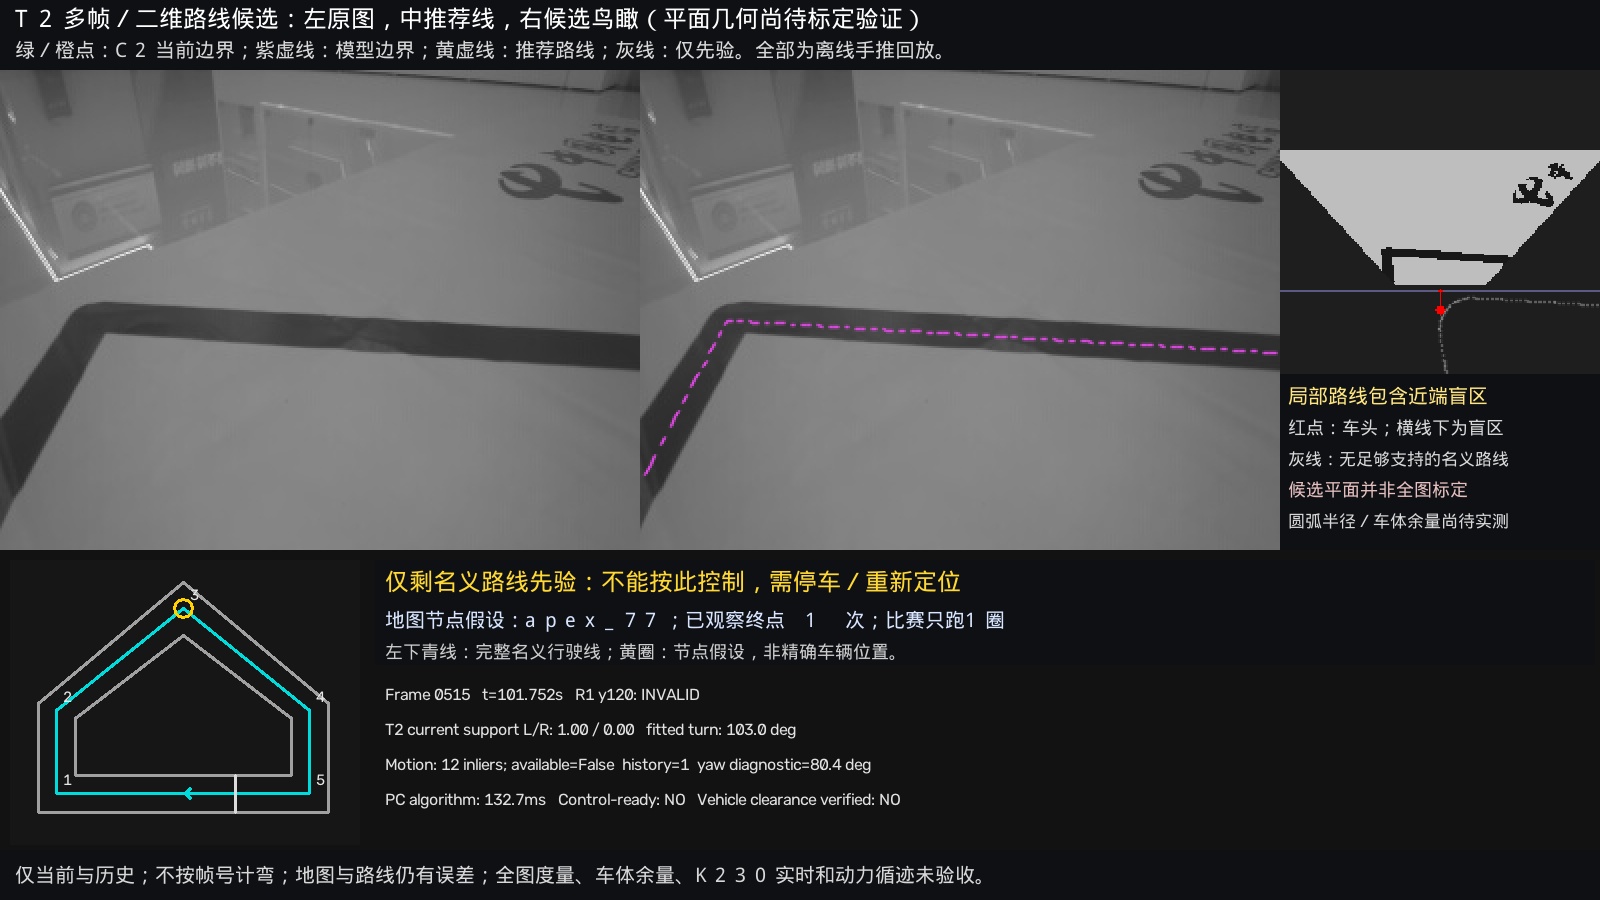 T 2 多帧 / 二维路线候选：左原图，中推荐线，右候选鸟瞰（平面几何尚待标定验证）
绿 / 橙点：C 2 当前边界；紫虚线：模型边界；黄虚线：推荐路线；灰线：仅先验。全部为离线手推回放。
局部路线包含近端盲区
红点：车头；横线下为盲区
灰线：无足够支持的名义路线
候选平面并非全图标定
圆弧半径 / 车体余量尚待实测
3
2
4
1
5
仅剩名义路线先验：不能按此控制，需停车 / 重新定位
地图节点假设：a p e x _ 7 7 ；已观察终点 1 次；比赛只跑1 圈
左下青线：完整名义行驶线；黄圈：节点假设，非精确车辆位置。
Frame 0515 t=101.752s R1 y120: INVALID
T2 current support L/R: 1.00 / 0.00 fitted turn: 103.0 deg
Motion: 12 inliers; available=False history=1 yaw diagnostic=80.4 deg
PC algorithm: 132.7ms Control-ready: NO Vehicle clearance verified: NO
仅当前与历史；不按帧号计弯；地图与路线仍有误差；全图度量、车体余量、K 2 3 0 实时和动力循迹未验收。